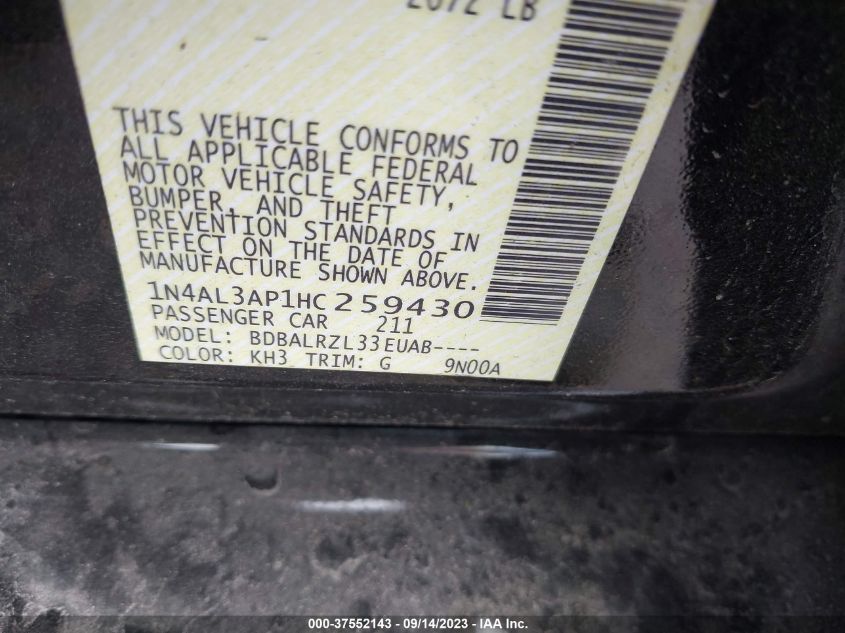 2672 LB
THIS VEHICLE CONFORMS TO
ALL APPLICABLE FEDERAL
MOTOR VEHICLE SAFETY,
BUMPER, AND THEFT
PREVENTION STANDARDS IN
EFFECT ON THE DATE OF
MANUFACTURE SHOWN ABOVE.
1N4AL3AP1HC259430
PASSENGER CAR 211
MODEL: BDBALRZL33EUAB----
COLOR: KH3 TRIM: G 9N00A
000-37552143 - 09/14/2023 - IAA Inc.